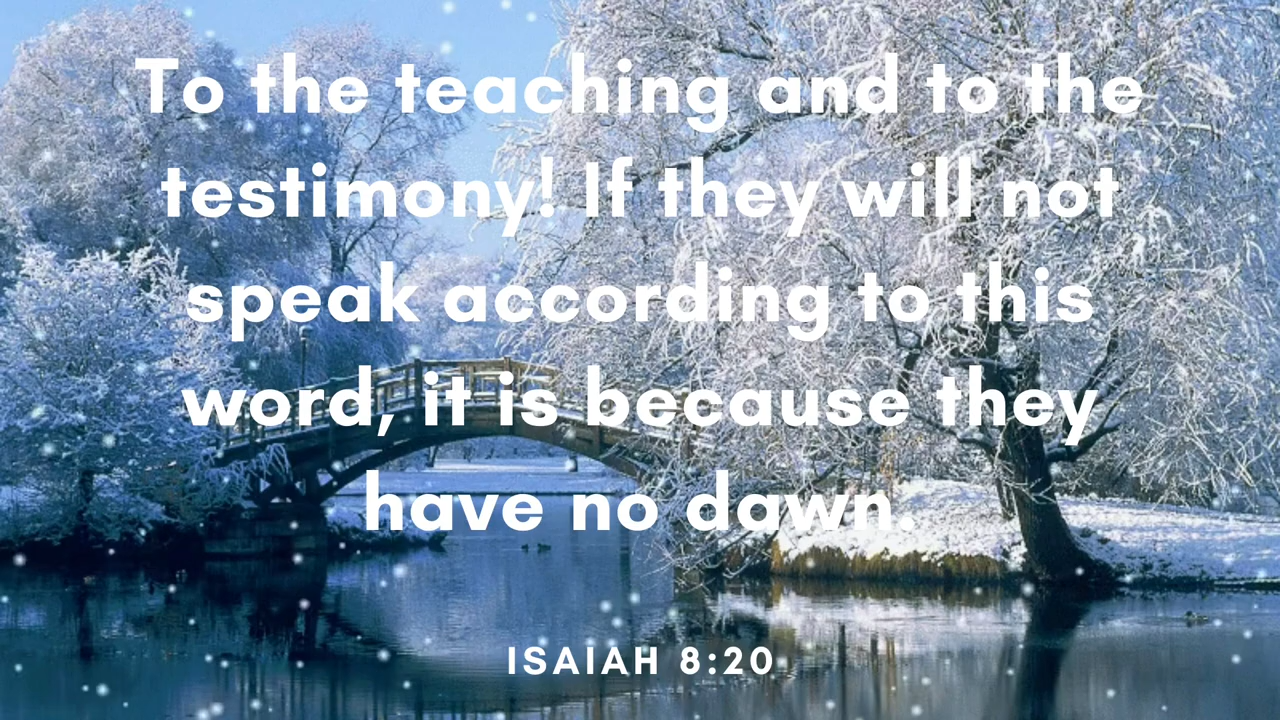 To the teaching and to the
testimony! If they will not
speak according to this
word, it is because they
have no dawn.
ISAIAH 8:20